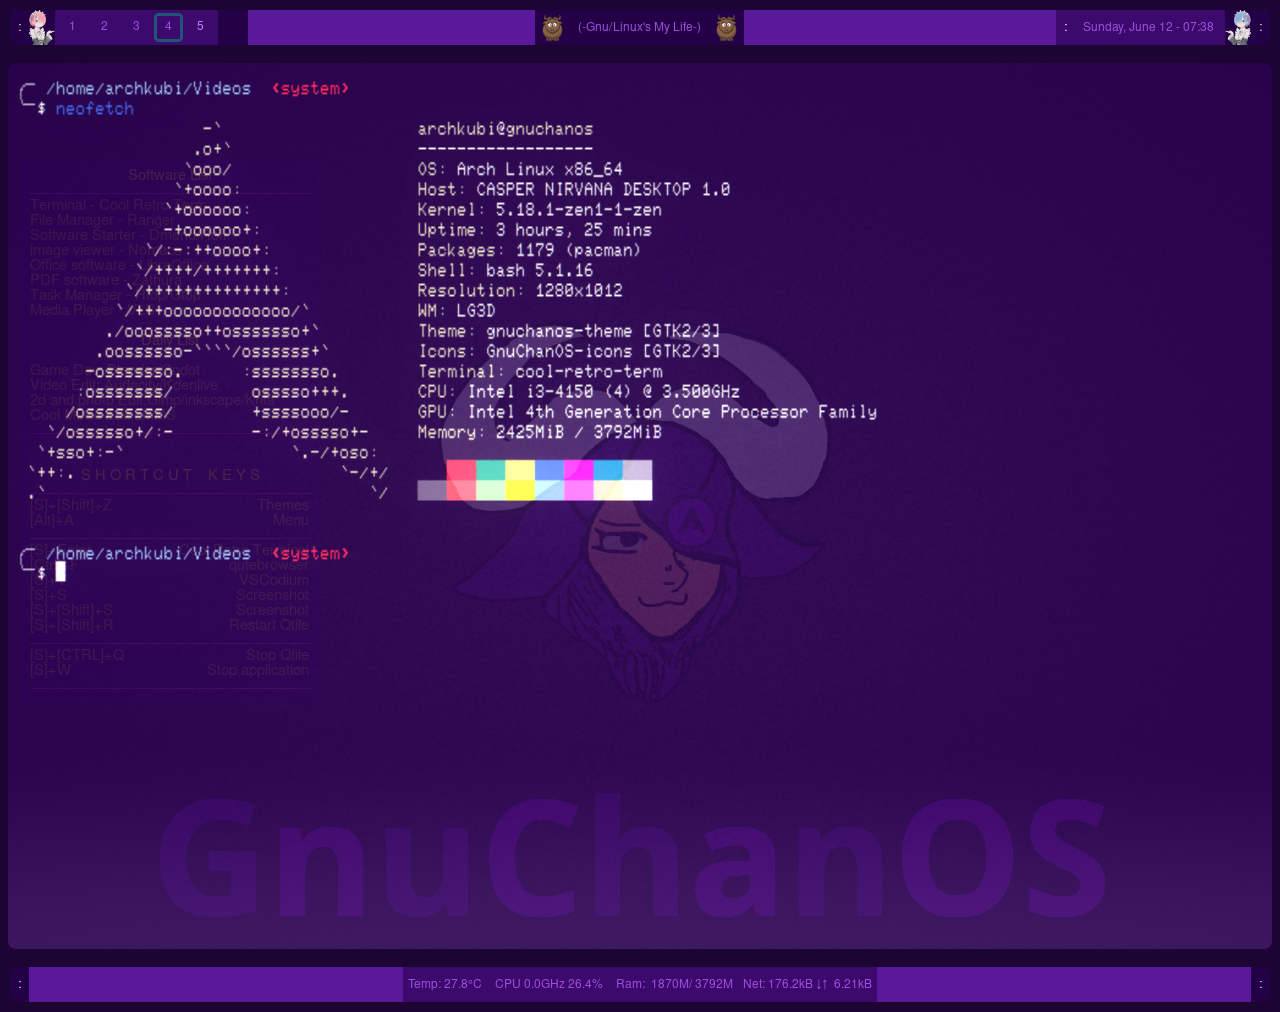 : 1 2 3 4 5 (-Gnu/Linux's My Life-) : Sunday, June 12 - 07:38 :
/home/archkubi/Videos <system>
$ neofetch
archkubi@gnuchanos
------------------
OS: Arch Linux x86_64
Host: CASPER NIRVANA DESKTOP 1.0
Kernel: 5.18.1-zen1-1-zen
Uptime: 3 hours, 25 mins
Packages: 1179 (pacman)
Shell: bash 5.1.16
Resolution: 1280x1012
WM: LG3D
Theme: gnuchanos-theme [GTK2/3]
Icons: GnuChanOS-icons [GTK2/3]
Terminal: cool-retro-term
CPU: Intel i3-4150 (4) @ 3.500GHz
GPU: Intel 4th Generation Core Processor Family
Memory: 2425MiB / 3792MiB
Software List
Terminal - Cool Retro
File Manager - Ranger
Software Starter -
image viewer -
Office software -
PDF software -
Task Manager -
Media Player
Daily List
Game
Video Edit: Kdenlive
2d and
Cool
SHORTCUT KEYS
[S]+[Shift]+Z Themes
[Alt]+A Menu
/home/archkubi/Videos <system>
$
qutebrowser
VSCodium
[S]+S Screenshot
[S]+[Shift]+S Screenshot
[S]+[Shift]+R Restart Qtile
[S]+[CTRL]+Q Stop Qtile
[S]+W Stop application
GnuChanOS
: Temp: 27.8°C CPU 0.0GHz 26.4% Ram: 1870M/ 3792M Net: 176.2kB ↓↑ 6.21kB :